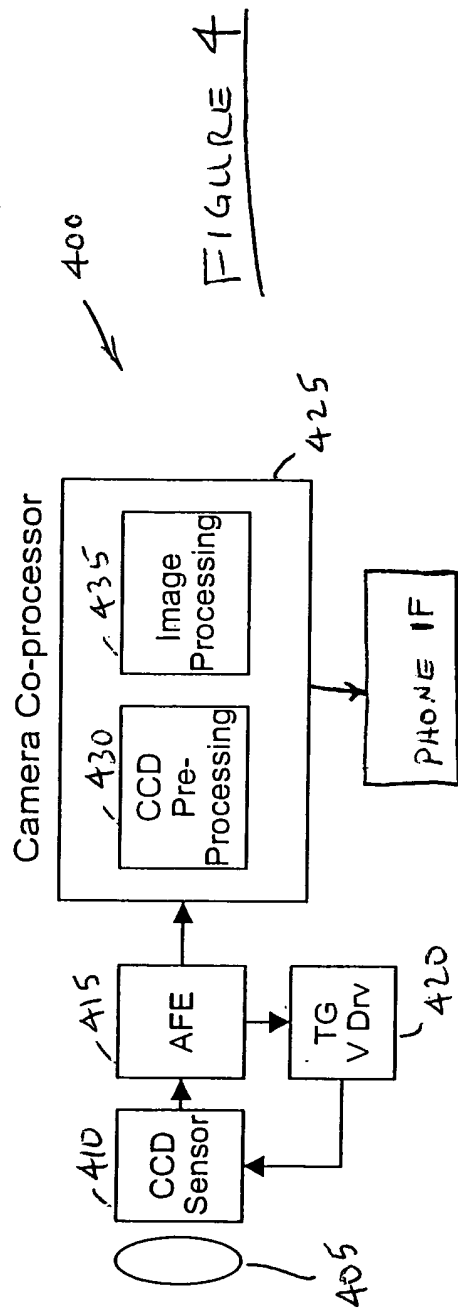 FIGURE 4
400
Camera Co-processor
425
430
435
CCD
Pre-
Processing
Image
Processing
410
415
CCD
Sensor
AFE
TG
V Drv
420
405
PHONE IF